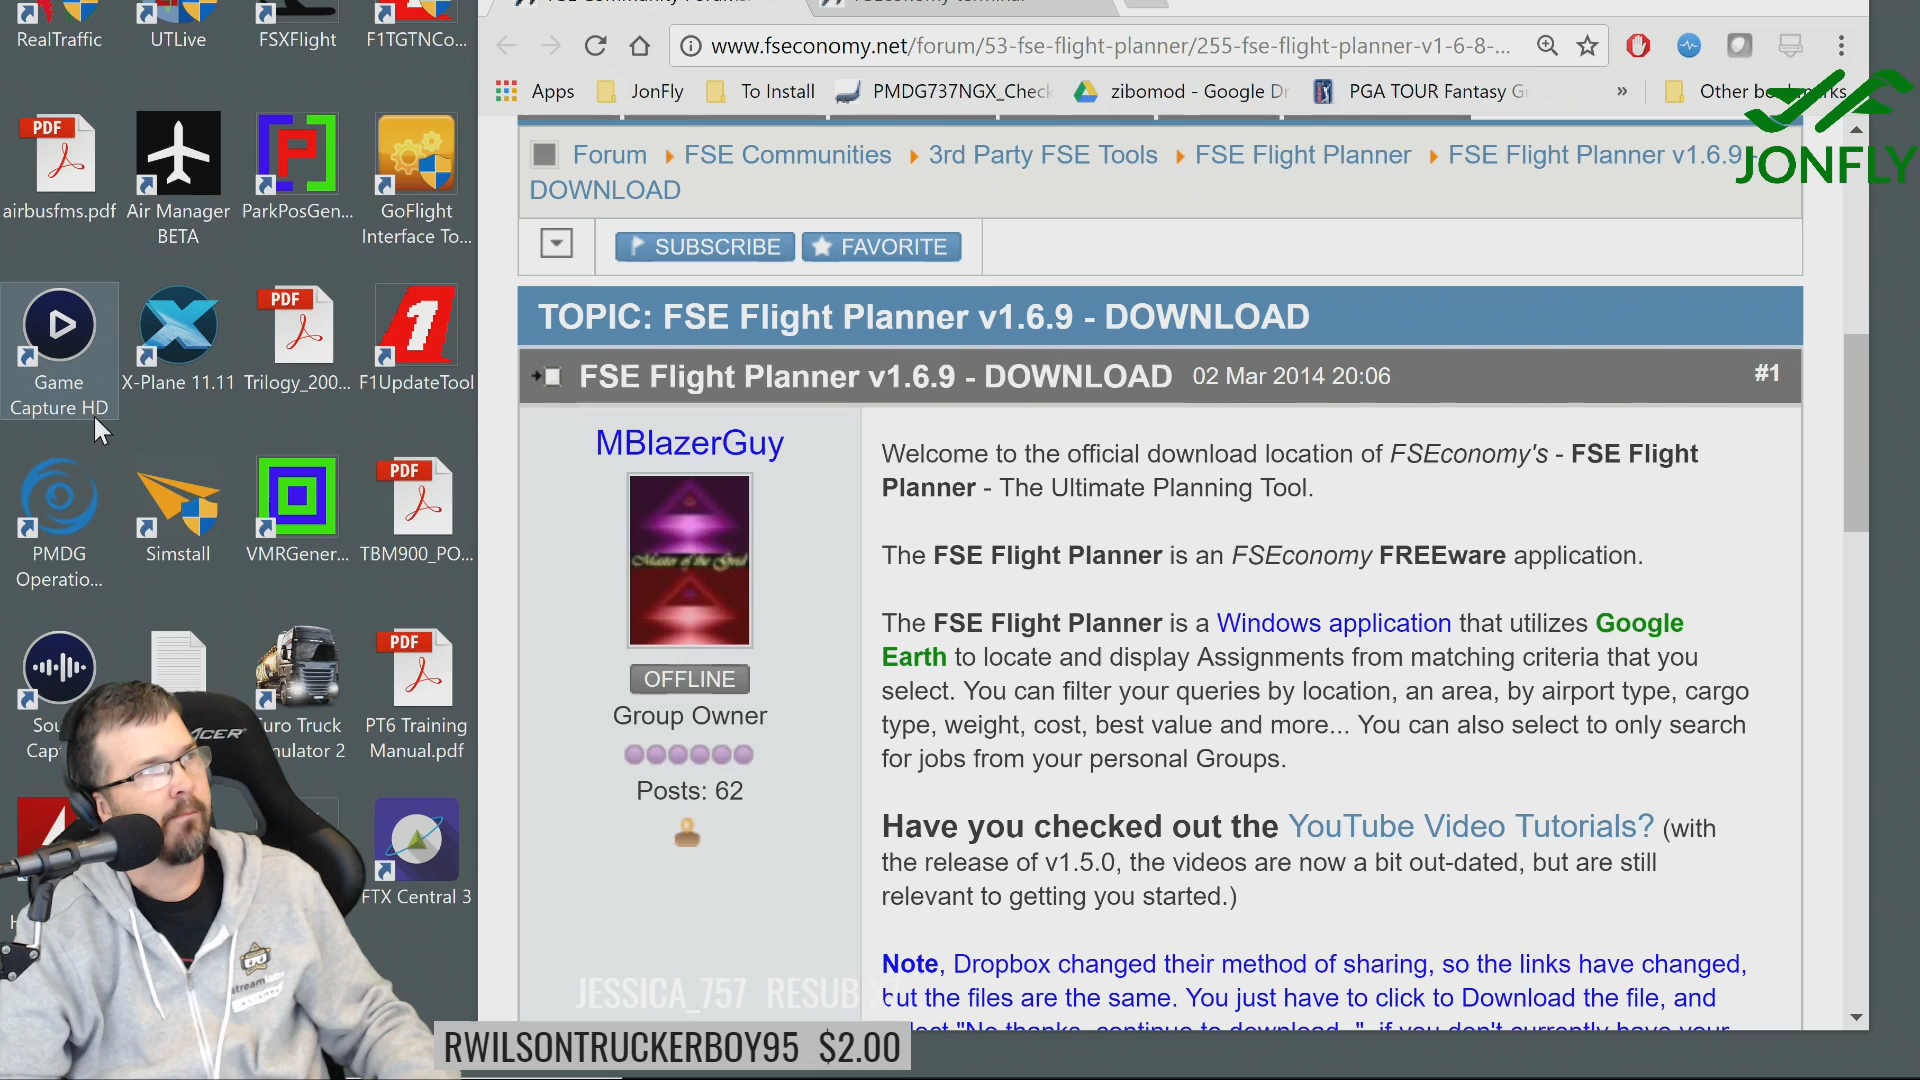 RealTraffic
UTLive
FSXFlight
F1TGTNCo...
www.fseconomy.net/forum/53-fse-flight-planner/255-fse-flight-planner-v1-6-8-...
Apps
JonFly
To Install
PMDG737NGX_Check
zibomod - Google Dr
PGA TOUR Fantasy Go
»
JONFLY
PDF
airbusfms.pdf
Air Manager
BETA
ParkPosGen...
GoFlight
Interface To...
Forum
FSE Communities
3rd Party FSE Tools
FSE Flight Planner
FSE Flight Planner v1.6.9 -
DOWNLOAD
SUBSCRIBE
FAVORITE
Game
Capture HD
X-Plane 11.11
PDF
Trilogy_200...
F1UpdateTool
TOPIC: FSE Flight Planner v1.6.9 - DOWNLOAD
FSE Flight Planner v1.6.9 - DOWNLOAD 02 Mar 2014 20:06
#1
MBlazerGuy
Master of the Grid
OFFLINE
Group Owner
Posts: 62
Welcome to the official download location of FSEconomy's - FSE Flight
Planner - The Ultimate Planning Tool.
The FSE Flight Planner is an FSEconomy FREEware application.
The FSE Flight Planner is a Windows application that utilizes Google
Earth to locate and display Assignments from matching criteria that you
select. You can filter your queries by location, an area, by airport type, cargo
type, weight, cost, best value and more... You can also select to only search
for jobs from your personal Groups.
Have you checked out the YouTube Video Tutorials? (with
the release of v1.5.0, the videos are now a bit out-dated, but are still
relevant to getting you started.)
Note, Dropbox changed their method of sharing, so the links have changed,
but the files are the same. You just have to click to Download the file, and
PMDG
Operatio...
Simstall
VMRGener...
PDF
TBM900_PO...
PDF
PT6 Training
Manual.pdf
FTX Central 3
JESSICA_757 RESUB
RWILSONTRUCKERBOY95 $2.00